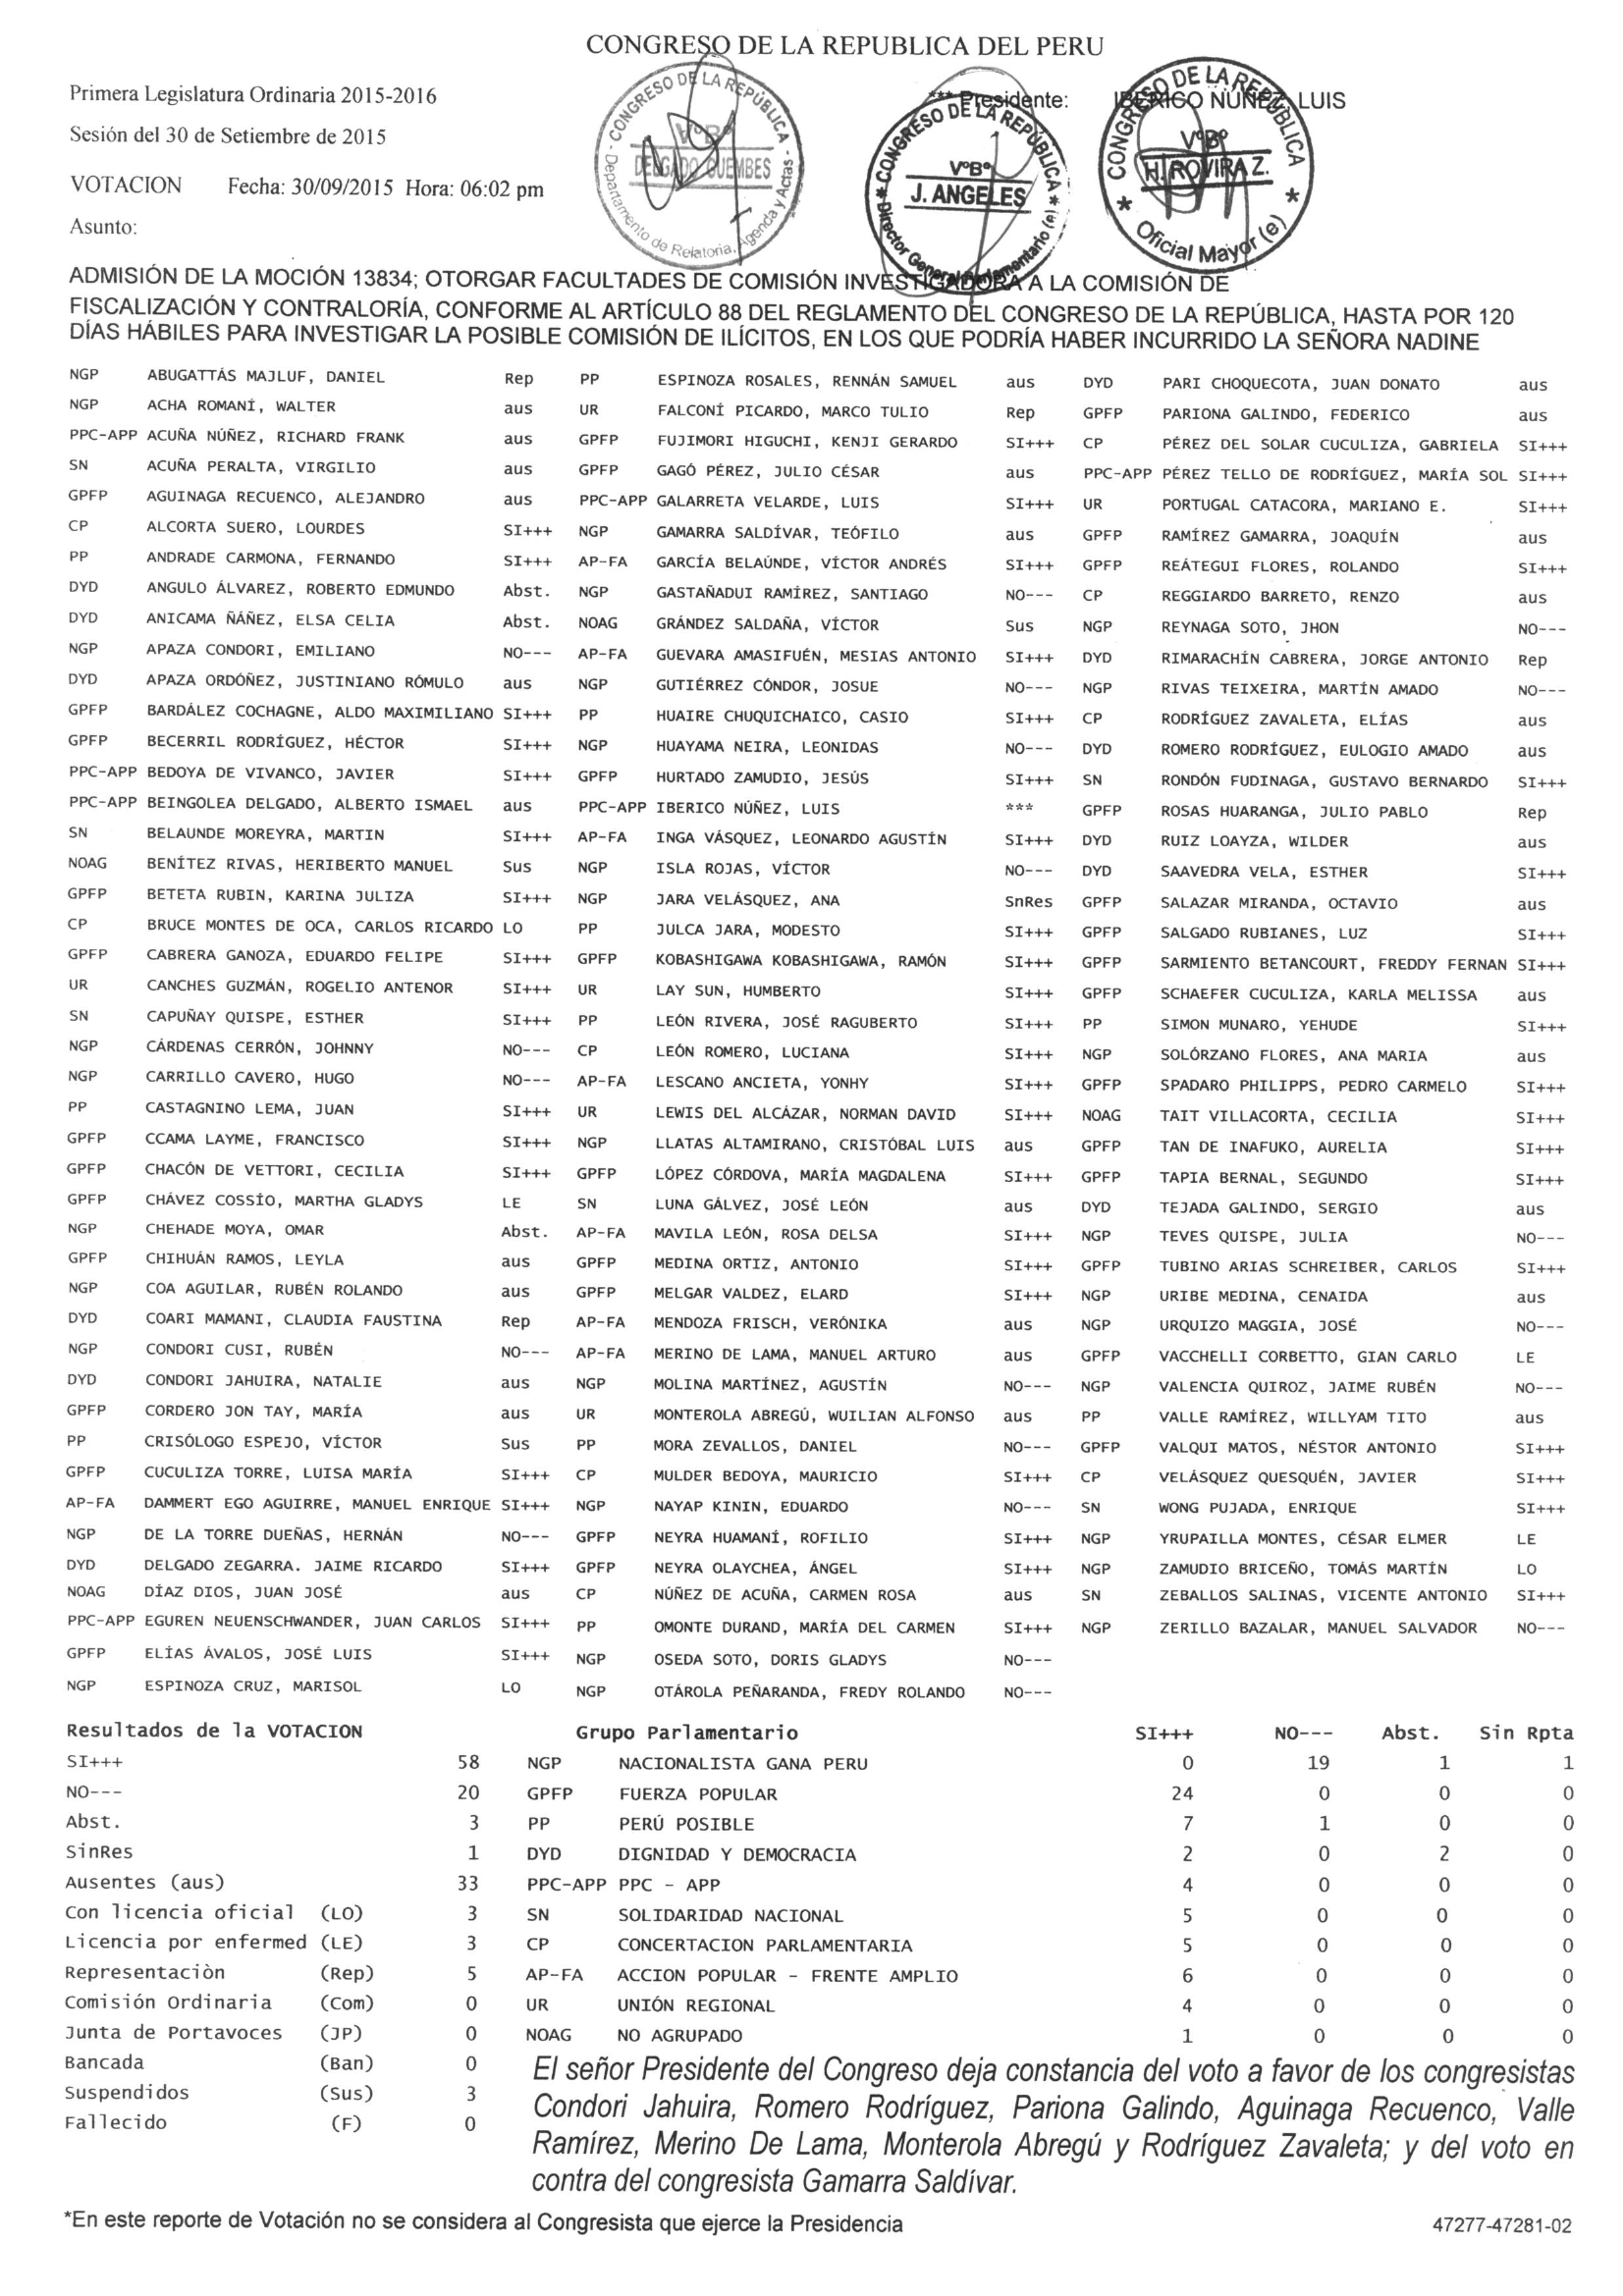 CONGRESO DE LA REPUBLICA DEL PERU
Primera Legislatura Ordinaria 2015-2016
*** Presidente: IBERICO NÚÑEZ, LUIS
Sesión del 30 de Setiembre de 2015
VOTACION Fecha: 30/09/2015 Hora: 06:02 pm
Asunto:
CONGRESO DE LA REPÚBLICA - Departamento de Relatoria, Agenda y Actas -
VºBº
DELGADO GUEMBES
CONGRESO DE LA REPÚBLICA * Director General Parlamentario (e) *
VºBº
J. ANGELES
CONGRESO DE LA REPÚBLICA * Oficial Mayor (e) *
VºBº
H. ROVIRA Z.
ADMISIÓN DE LA MOCIÓN 13834; OTORGAR FACULTADES DE COMISIÓN INVESTIGADORA A LA COMISIÓN DE
FISCALIZACIÓN Y CONTRALORÍA, CONFORME AL ARTÍCULO 88 DEL REGLAMENTO DEL CONGRESO DE LA REPÚBLICA, HASTA POR 120
DÍAS HÁBILES PARA INVESTIGAR LA POSIBLE COMISIÓN DE ILÍCITOS, EN LOS QUE PODRÍA HABER INCURRIDO LA SEÑORA NADINE
NGP ABUGATTÁS MAJLUF, DANIEL Rep PP ESPINOZA ROSALES, RENNÁN SAMUEL aus DYD PARI CHOQUECOTA, JUAN DONATO aus
NGP ACHA ROMANÍ, WALTER aus UR FALCONÍ PICARDO, MARCO TULIO Rep GPFP PARIONA GALINDO, FEDERICO aus
PPC-APP ACUÑA NÚÑEZ, RICHARD FRANK aus GPFP FUJIMORI HIGUCHI, KENJI GERARDO SI+++ CP PÉREZ DEL SOLAR CUCULIZA, GABRIELA SI+++
SN ACUÑA PERALTA, VIRGILIO aus GPFP GAGÓ PÉREZ, JULIO CÉSAR aus PPC-APP PÉREZ TELLO DE RODRÍGUEZ, MARÍA SOL SI+++
GPFP AGUINAGA RECUENCO, ALEJANDRO aus PPC-APP GALARRETA VELARDE, LUIS SI+++ UR PORTUGAL CATACORA, MARIANO E. SI+++
CP ALCORTA SUERO, LOURDES SI+++ NGP GAMARRA SALDÍVAR, TEÓFILO aus GPFP RAMÍREZ GAMARRA, JOAQUÍN aus
PP ANDRADE CARMONA, FERNANDO SI+++ AP-FA GARCÍA BELAÚNDE, VÍCTOR ANDRÉS SI+++ GPFP REÁTEGUI FLORES, ROLANDO SI+++
DYD ANGULO ÁLVAREZ, ROBERTO EDMUNDO Abst. NGP GASTAÑADUI RAMÍREZ, SANTIAGO NO--- CP REGGIARDO BARRETO, RENZO aus
DYD ANICAMA ÑÁÑEZ, ELSA CELIA Abst. NOAG GRÁNDEZ SALDAÑA, VÍCTOR Sus NGP REYNAGA SOTO, JHON NO---
NGP APAZA CONDORI, EMILIANO NO--- AP-FA GUEVARA AMASIFUÉN, MESIAS ANTONIO SI+++ DYD RIMARACHÍN CABRERA, JORGE ANTONIO Rep
DYD APAZA ORDÓÑEZ, JUSTINIANO RÓMULO aus NGP GUTIÉRREZ CÓNDOR, JOSUE NO--- NGP RIVAS TEIXEIRA, MARTÍN AMADO NO---
GPFP BARDÁLEZ COCHAGNE, ALDO MAXIMILIANO SI+++ PP HUAIRE CHUQUICHAICO, CASIO SI+++ CP RODRÍGUEZ ZAVALETA, ELÍAS aus
GPFP BECERRIL RODRÍGUEZ, HÉCTOR SI+++ NGP HUAYAMA NEIRA, LEONIDAS NO--- DYD ROMERO RODRÍGUEZ, EULOGIO AMADO aus
PPC-APP BEDOYA DE VIVANCO, JAVIER SI+++ GPFP HURTADO ZAMUDIO, JESÚS SI+++ SN RONDÓN FUDINAGA, GUSTAVO BERNARDO SI+++
PPC-APP BEINGOLEA DELGADO, ALBERTO ISMAEL aus PPC-APP IBERICO NÚÑEZ, LUIS *** GPFP ROSAS HUARANGA, JULIO PABLO Rep
SN BELAUNDE MOREYRA, MARTIN SI+++ AP-FA INGA VÁSQUEZ, LEONARDO AGUSTÍN SI+++ DYD RUIZ LOAYZA, WILDER aus
NOAG BENÍTEZ RIVAS, HERIBERTO MANUEL Sus NGP ISLA ROJAS, VÍCTOR NO--- DYD SAAVEDRA VELA, ESTHER SI+++
GPFP BETETA RUBIN, KARINA JULIZA SI+++ NGP JARA VELÁSQUEZ, ANA SnRes GPFP SALAZAR MIRANDA, OCTAVIO aus
CP BRUCE MONTES DE OCA, CARLOS RICARDO LO PP JULCA JARA, MODESTO SI+++ GPFP SALGADO RUBIANES, LUZ SI+++
GPFP CABRERA GANOZA, EDUARDO FELIPE SI+++ GPFP KOBASHIGAWA KOBASHIGAWA, RAMÓN SI+++ GPFP SARMIENTO BETANCOURT, FREDDY FERNAN SI+++
UR CANCHES GUZMÁN, ROGELIO ANTENOR SI+++ UR LAY SUN, HUMBERTO SI+++ GPFP SCHAEFER CUCULIZA, KARLA MELISSA aus
SN CAPUÑAY QUISPE, ESTHER SI+++ PP LEÓN RIVERA, JOSÉ RAGUBERTO SI+++ PP SIMON MUNARO, YEHUDE SI+++
NGP CÁRDENAS CERRÓN, JOHNNY NO--- CP LEÓN ROMERO, LUCIANA SI+++ NGP SOLÓRZANO FLORES, ANA MARIA aus
NGP CARRILLO CAVERO, HUGO NO--- AP-FA LESCANO ANCIETA, YONHY SI+++ GPFP SPADARO PHILIPPS, PEDRO CARMELO SI+++
PP CASTAGNINO LEMA, JUAN SI+++ UR LEWIS DEL ALCÁZAR, NORMAN DAVID SI+++ NOAG TAIT VILLACORTA, CECILIA SI+++
GPFP CCAMA LAYME, FRANCISCO SI+++ NGP LLATAS ALTAMIRANO, CRISTÓBAL LUIS aus GPFP TAN DE INAFUKO, AURELIA SI+++
GPFP CHACÓN DE VETTORI, CECILIA SI+++ GPFP LÓPEZ CÓRDOVA, MARÍA MAGDALENA SI+++ GPFP TAPIA BERNAL, SEGUNDO SI+++
GPFP CHÁVEZ COSSÍO, MARTHA GLADYS LE SN LUNA GÁLVEZ, JOSÉ LEÓN aus DYD TEJADA GALINDO, SERGIO aus
NGP CHEHADE MOYA, OMAR Abst. AP-FA MAVILA LEÓN, ROSA DELSA SI+++ NGP TEVES QUISPE, JULIA NO---
GPFP CHIHUÁN RAMOS, LEYLA aus GPFP MEDINA ORTIZ, ANTONIO SI+++ GPFP TUBINO ARIAS SCHREIBER, CARLOS SI+++
NGP COA AGUILAR, RUBÉN ROLANDO aus GPFP MELGAR VALDEZ, ELARD SI+++ NGP URIBE MEDINA, CENAIDA aus
DYD COARI MAMANI, CLAUDIA FAUSTINA Rep AP-FA MENDOZA FRISCH, VERÓNIKA aus NGP URQUIZO MAGGIA, JOSÉ NO---
NGP CONDORI CUSI, RUBÉN NO--- AP-FA MERINO DE LAMA, MANUEL ARTURO aus GPFP VACCHELLI CORBETTO, GIAN CARLO LE
DYD CONDORI JAHUIRA, NATALIE aus NGP MOLINA MARTÍNEZ, AGUSTÍN NO--- NGP VALENCIA QUIROZ, JAIME RUBÉN NO---
GPFP CORDERO JON TAY, MARÍA aus UR MONTEROLA ABREGÚ, WUILIAN ALFONSO aus PP VALLE RAMÍREZ, WILLYAM TITO aus
PP CRISÓLOGO ESPEJO, VÍCTOR Sus PP MORA ZEVALLOS, DANIEL NO--- GPFP VALQUI MATOS, NÉSTOR ANTONIO SI+++
GPFP CUCULIZA TORRE, LUISA MARÍA SI+++ CP MULDER BEDOYA, MAURICIO SI+++ CP VELÁSQUEZ QUESQUÉN, JAVIER SI+++
AP-FA DAMMERT EGO AGUIRRE, MANUEL ENRIQUE SI+++ NGP NAYAP KININ, EDUARDO NO--- SN WONG PUJADA, ENRIQUE SI+++
NGP DE LA TORRE DUEÑAS, HERNÁN NO--- GPFP NEYRA HUAMANÍ, ROFILIO SI+++ NGP YRUPAILLA MONTES, CÉSAR ELMER LE
DYD DELGADO ZEGARRA. JAIME RICARDO SI+++ GPFP NEYRA OLAYCHEA, ÁNGEL SI+++ NGP ZAMUDIO BRICEÑO, TOMÁS MARTÍN LO
NOAG DÍAZ DIOS, JUAN JOSÉ aus CP NÚÑEZ DE ACUÑA, CARMEN ROSA aus SN ZEBALLOS SALINAS, VICENTE ANTONIO SI+++
PPC-APP EGUREN NEUENSCHWANDER, JUAN CARLOS SI+++ PP OMONTE DURAND, MARÍA DEL CARMEN SI+++ NGP ZERILLO BAZALAR, MANUEL SALVADOR NO---
GPFP ELÍAS ÁVALOS, JOSÉ LUIS SI+++ NGP OSEDA SOTO, DORIS GLADYS NO---
NGP ESPINOZA CRUZ, MARISOL LO NGP OTÁROLA PEÑARANDA, FREDY ROLANDO NO---
Resultados de la VOTACION Grupo Parlamentario SI+++ NO--- Abst. Sin Rpta
SI+++ 58 NGP NACIONALISTA GANA PERU 0 19 1 1
NO--- 20 GPFP FUERZA POPULAR 24 0 0 0
Abst. 3 PP PERÚ POSIBLE 7 1 0 0
SinRes 1 DYD DIGNIDAD Y DEMOCRACIA 2 0 2 0
Ausentes (aus) 33 PPC-APP PPC - APP 4 0 0 0
Con licencia oficial (LO) 3 SN SOLIDARIDAD NACIONAL 5 0 0 0
Licencia por enfermed (LE) 3 CP CONCERTACION PARLAMENTARIA 5 0 0 0
Representaciòn (Rep) 5 AP-FA ACCION POPULAR - FRENTE AMPLIO 6 0 0 0
Comisión Ordinaria (Com) 0 UR UNIÓN REGIONAL 4 0 0 0
Junta de Portavoces (JP) 0 NOAG NO AGRUPADO 1 0 0 0
Bancada (Ban) 0
Suspendidos (Sus) 3
Fallecido (F) 0
El señor Presidente del Congreso deja constancia del voto a favor de los congresistas
Condori Jahuira, Romero Rodríguez, Pariona Galindo, Aguinaga Recuenco, Valle
Ramírez, Merino De Lama, Monterola Abregú y Rodríguez Zavaleta; y del voto en
contra del congresista Gamarra Saldívar.
*En este reporte de Votación no se considera al Congresista que ejerce la Presidencia 47277-47281-02